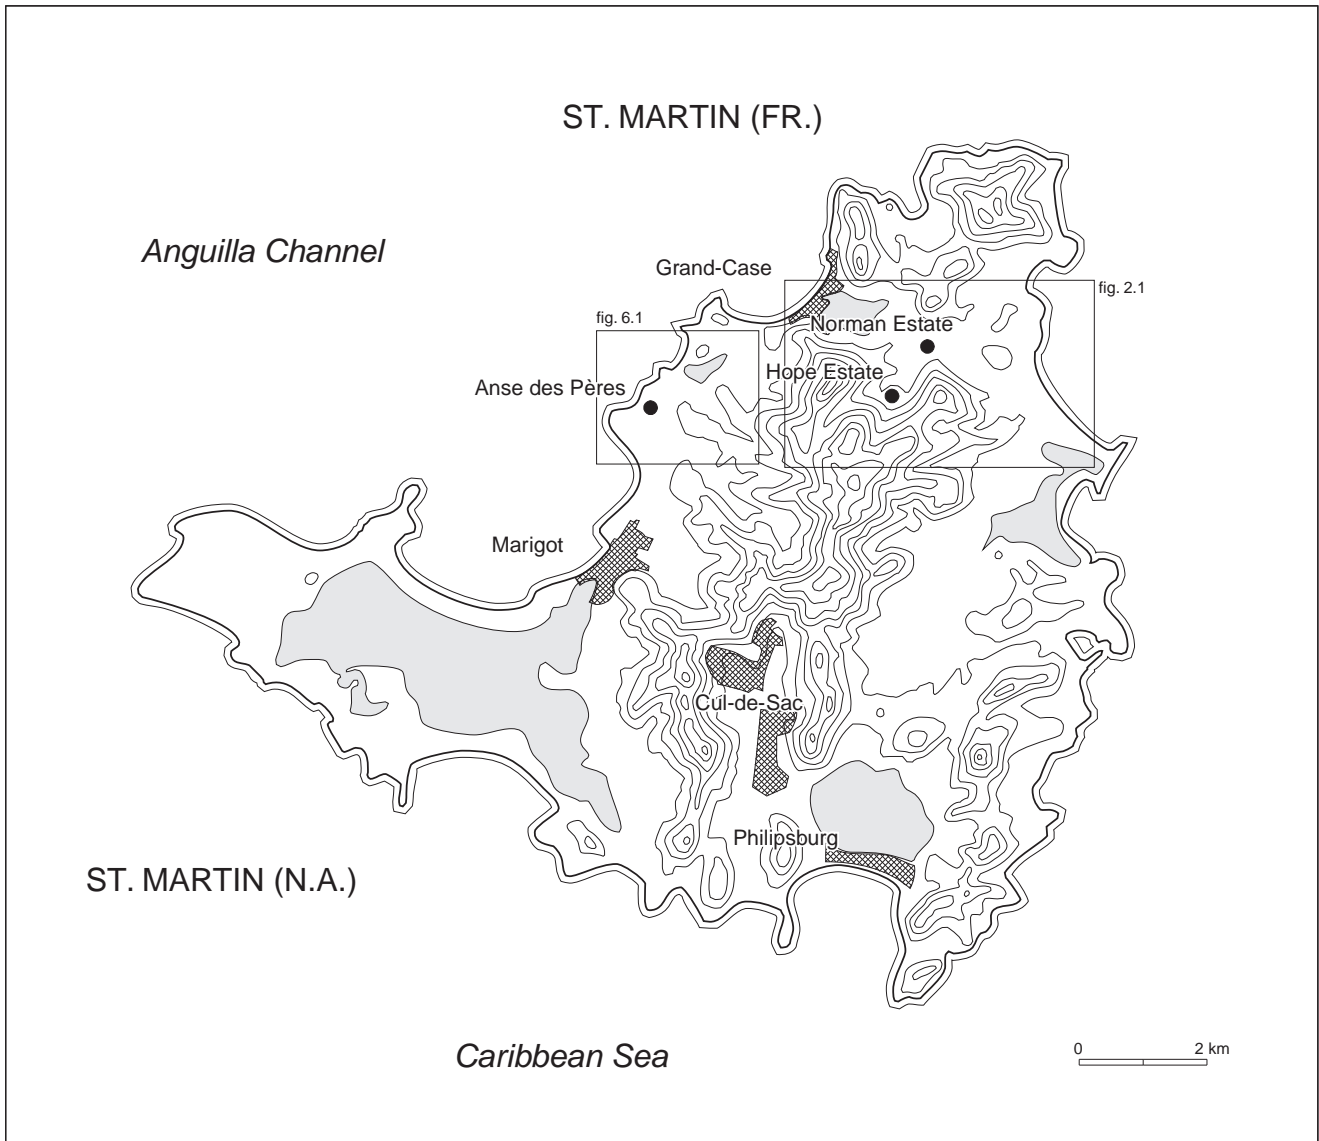 ST. MARTIN (FR.)
Anguilla Channel
Grand-Case
fig. 2.1
fig. 6.1
Norman Estate
Hope Estate
Anse des Pères
Marigot
Cul-de-Sac
Philipsburg
ST. MARTIN (N.A.)
Caribbean Sea
0 2 km